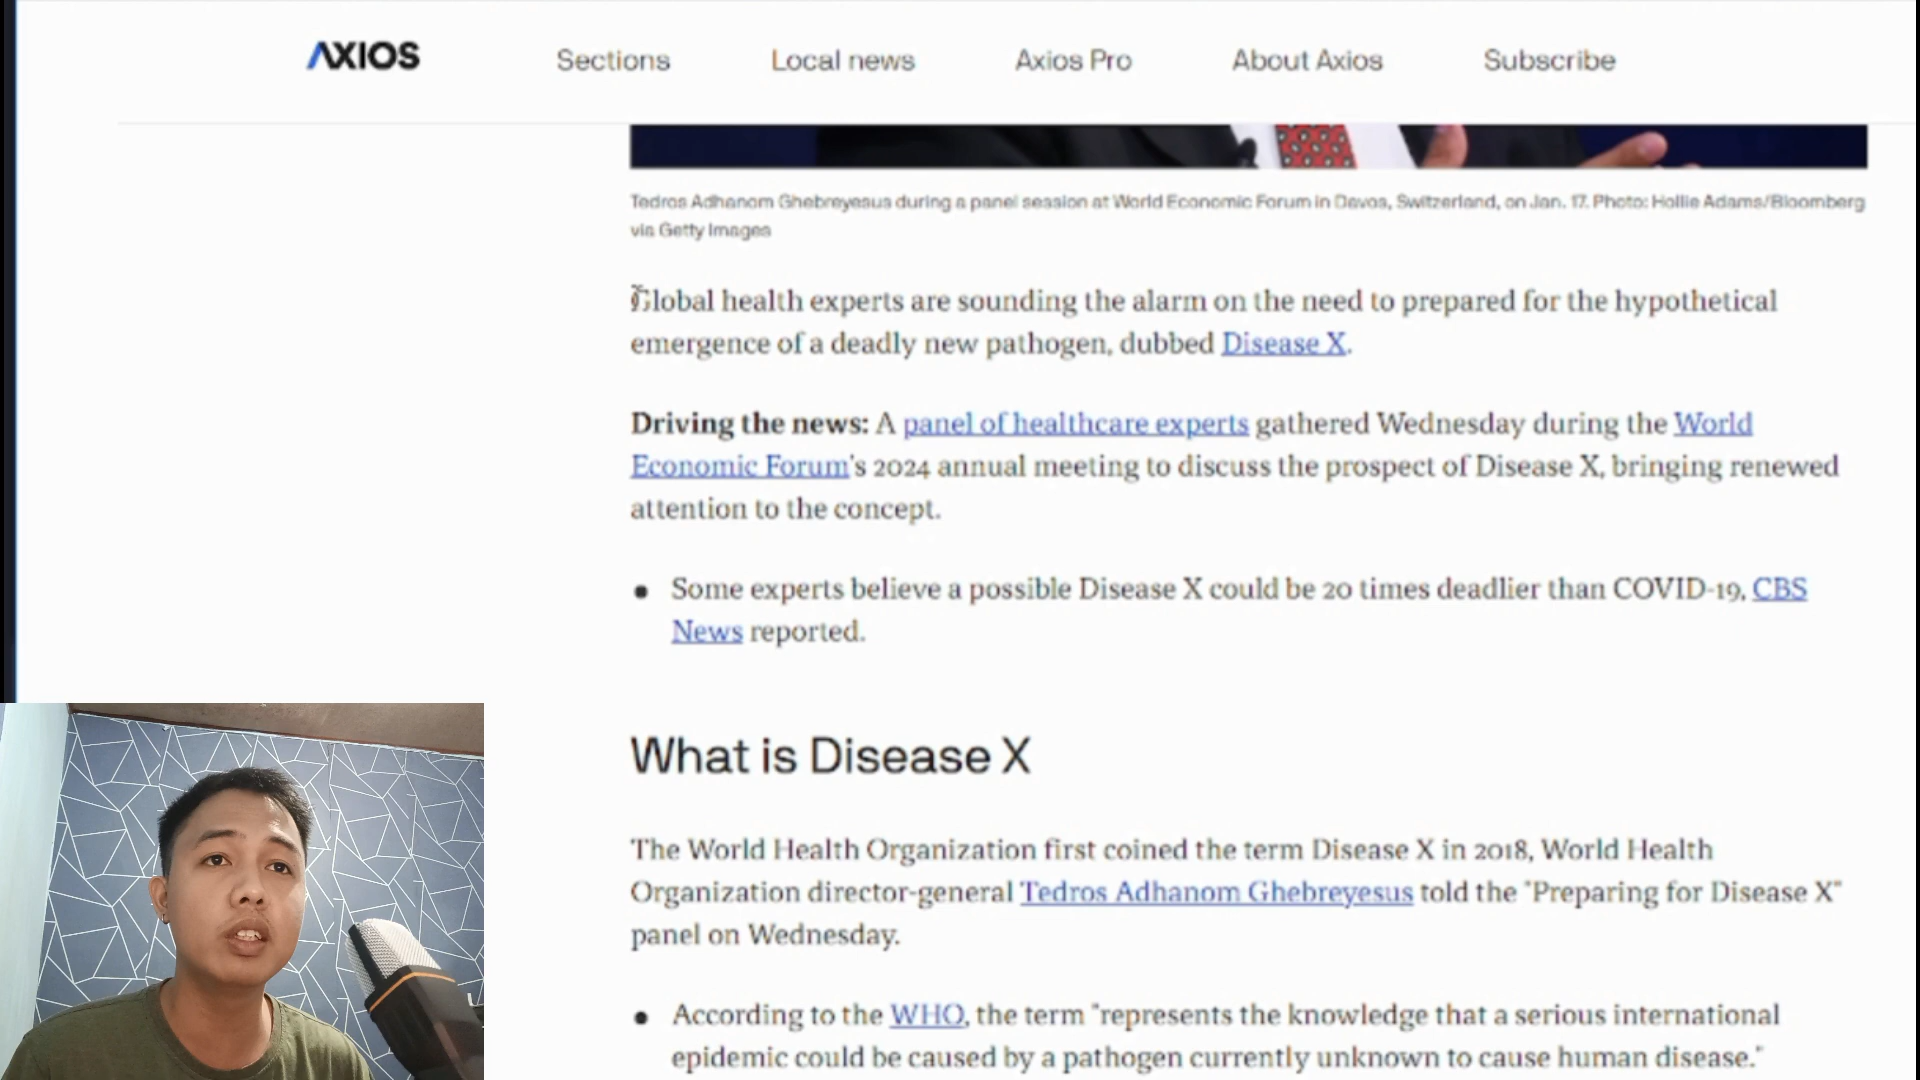 AXIOS Sections Local news Axios Pro About Axios Subscribe
Tedros Adhanom Ghebreyesus during a panel session at World Economic Forum in Davos, Switzerland, on Jan. 17. Photo: Hollie Adams/Bloomberg
via Getty Images
Global health experts are sounding the alarm on the need to prepared for the hypothetical
emergence of a deadly new pathogen, dubbed Disease X.
Driving the news: A panel of healthcare experts gathered Wednesday during the World
Economic Forum's 2024 annual meeting to discuss the prospect of Disease X, bringing renewed
attention to the concept.
• Some experts believe a possible Disease X could be 20 times deadlier than COVID-19, CBS
News reported.
What is Disease X
The World Health Organization first coined the term Disease X in 2018, World Health
Organization director-general Tedros Adhanom Ghebreyesus told the "Preparing for Disease X"
panel on Wednesday.
• According to the WHO, the term "represents the knowledge that a serious international
epidemic could be caused by a pathogen currently unknown to cause human disease."